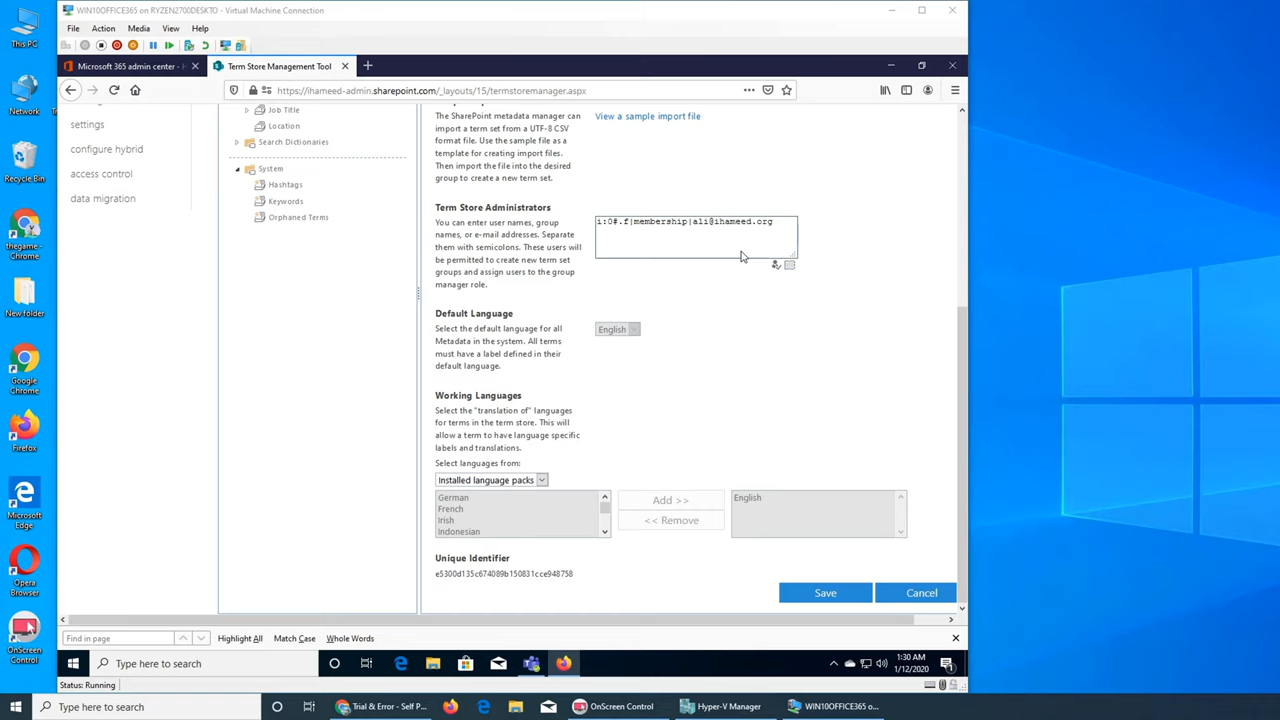 This PC
Network
Recycle Bin
thegame -
Chrome
New folder
Google
Chrome
Firefox
Microsoft
Edge
Opera
Browser
OnScreen
Control
WIN10OFFICE365 on RYZEN2700DESKTO - Virtual Machine Connection
File Action Media View Help
Microsoft 365 admin center - H
Term Store Management Tool
https://ihameed-admin.sharepoint.com/_layouts/15/termstoremanager.aspx
settings
configure hybrid
access control
data migration
Job Title
Location
Search Dictionaries
System
Hashtags
Keywords
Orphaned Terms
The SharePoint metadata manager can
import a term set from a UTF-8 CSV
format file. Use the sample file as a
template for creating import files.
Then import the file into the desired
group to create a new term set.
View a sample import file
Term Store Administrators
You can enter user names, group
names, or e-mail addresses. Separate
them with semicolons. These users will
be permitted to create new term set
groups and assign users to the group
manager role.
i:0#.f|membership|ali@ihameed.org
Default Language
Select the default language for all
Metadata in the system. All terms
must have a label defined in their
default language.
English
Working Languages
Select the "translation of" languages
for terms in the term store. This will
allow a term to have language specific
labels and translations.
Select languages from:
Installed language packs
German
French
Irish
Indonesian
Add >>
<< Remove
English
Unique Identifier
e5300d135c674089b150831cce948758
Save
Cancel
Find in page
Highlight All Match Case Whole Words
Type here to search
1:30 AM
1/12/2020
1
Status: Running
Type here to search
Trial & Error - Self P...
OnScreen Control
Hyper-V Manager
WIN10OFFICE365 o...